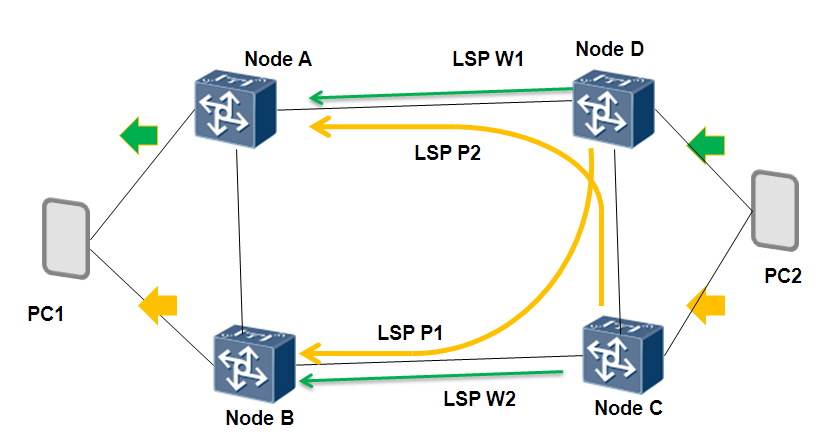 Node A
LSP W1
Node D
LSP P2
PC1
PC2
LSP P1
Node B
LSP W2
Node C